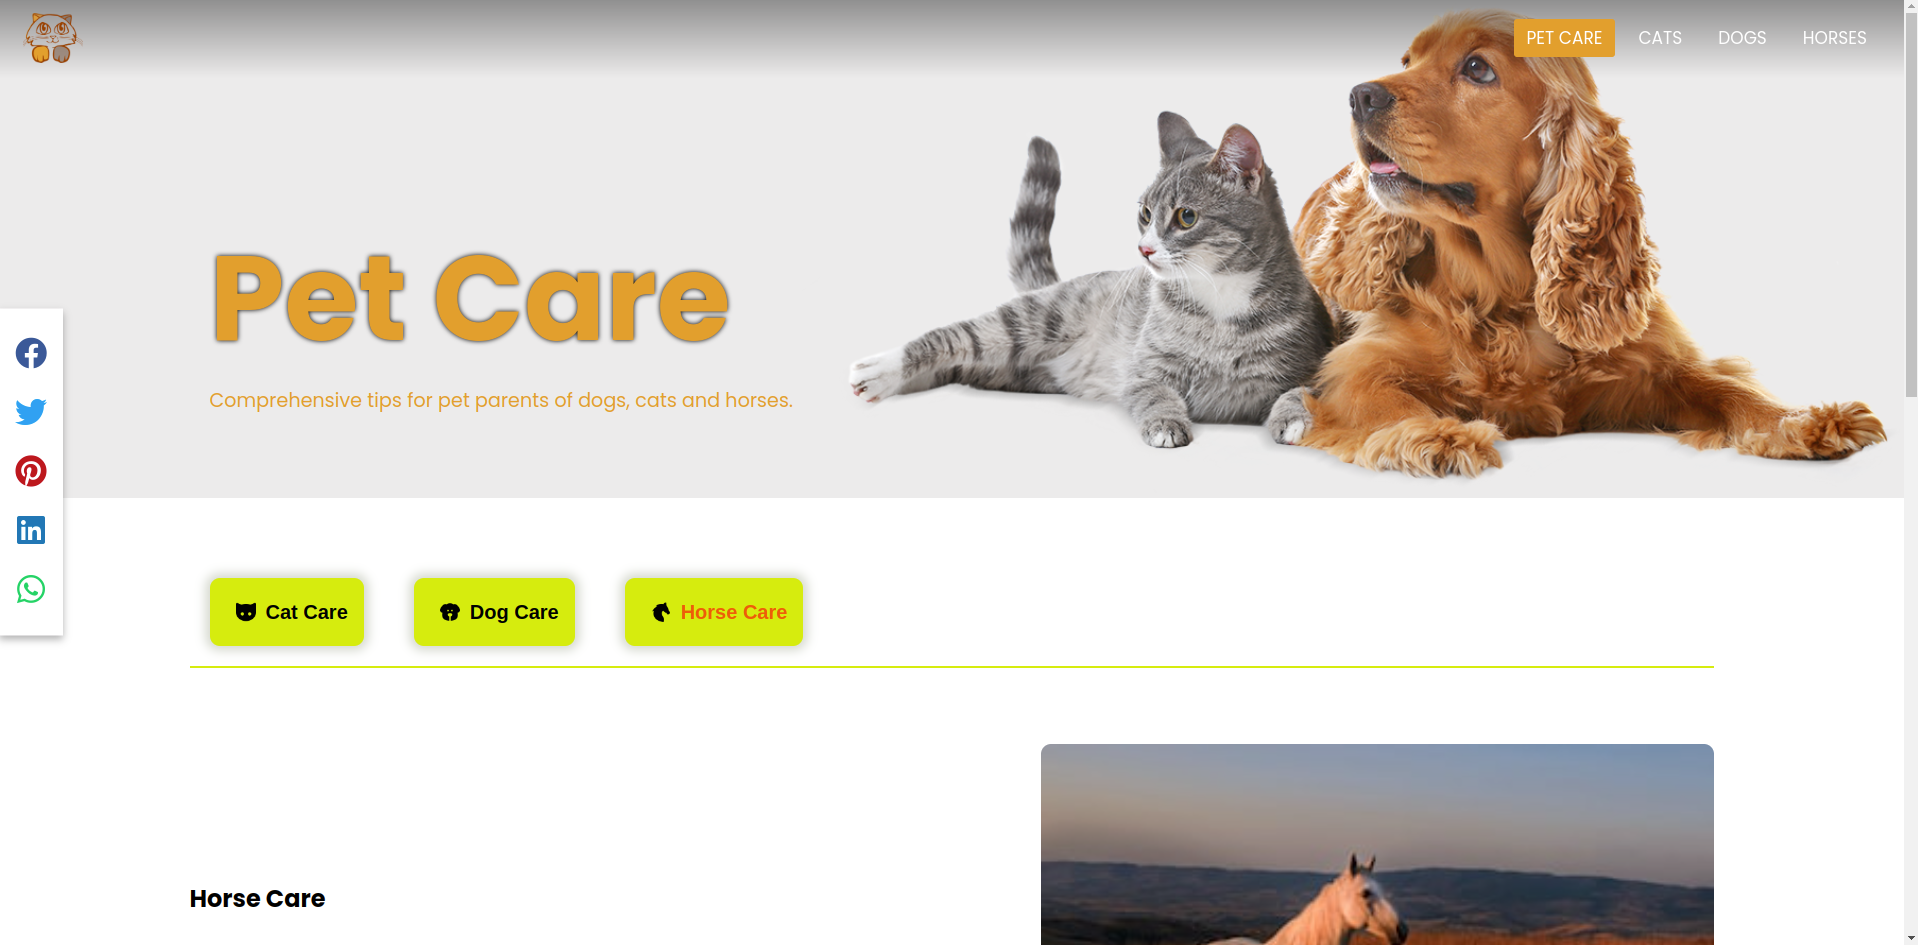 PET CARE CATS DOGS HORSES
Pet Care
Comprehensive tips for pet parents of dogs, cats and horses.
Cat Care Dog Care Horse Care
Horse Care